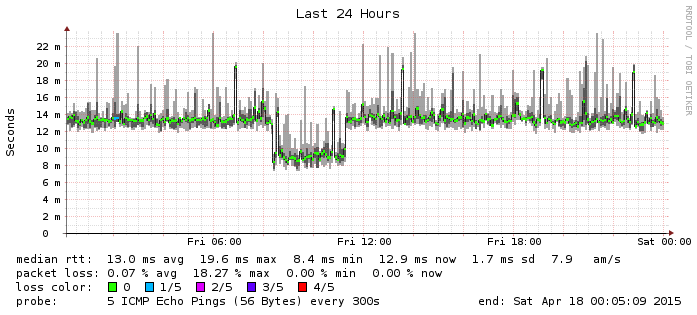 Last 24 Hours
RRDTOOL / TOBI OETIKER
Seconds
22 m
20 m
18 m
16 m
14 m
12 m
10 m
8 m
6 m
4 m
2 m
0
Fri 06:00 Fri 12:00 Fri 18:00 Sat 00:00
median rtt: 13.0 ms avg 19.6 ms max 8.4 ms min 12.9 ms now 1.7 ms sd 7.9 am/s
packet loss: 0.07 % avg 18.27 % max 0.00 % min 0.00 % now
loss color: 0 1/5 2/5 3/5 4/5
probe: 5 ICMP Echo Pings (56 Bytes) every 300s end: Sat Apr 18 00:05:09 2015